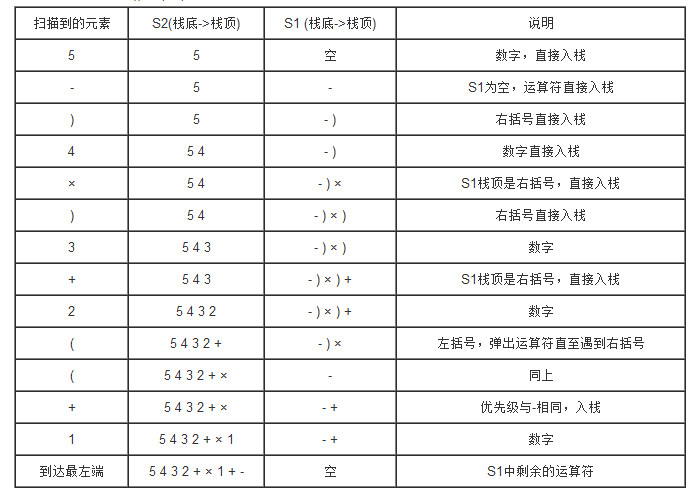 扫描到的元素 S2(栈底->栈顶) S1 (栈底->栈顶) 说明
5 5 空 数字，直接入栈
- 5 - S1为空，运算符直接入栈
) 5 - ) 右括号直接入栈
4 5 4 - ) 数字直接入栈
× 5 4 - ) × S1栈顶是右括号，直接入栈
) 5 4 - ) × ) 右括号直接入栈
3 5 4 3 - ) × ) 数字
+ 5 4 3 - ) × ) + S1栈顶是右括号，直接入栈
2 5 4 3 2 - ) × ) + 数字
( 5 4 3 2 + - ) × 左括号，弹出运算符直至遇到右括号
( 5 4 3 2 + × - 同上
+ 5 4 3 2 + × - + 优先级与-相同，入栈
1 5 4 3 2 + × 1 - + 数字
到达最左端 5 4 3 2 + × 1 + - 空 S1中剩余的运算符